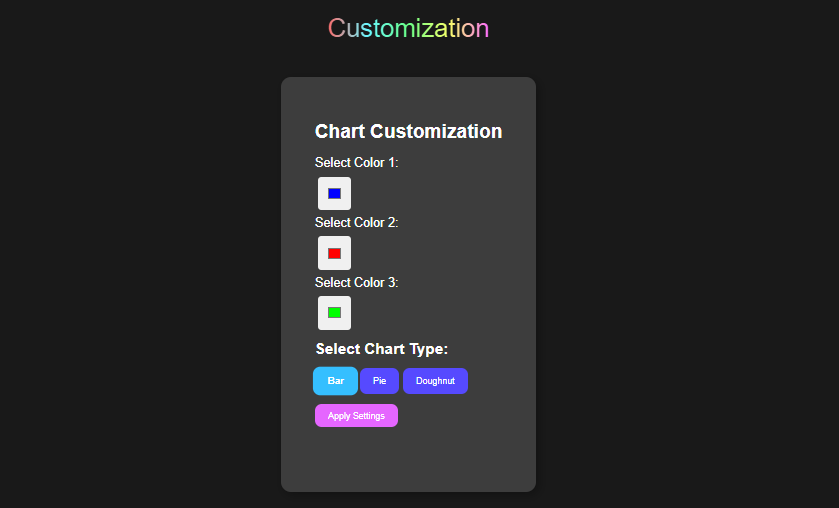 Customization
Chart Customization
Select Color 1:
Select Color 2:
Select Color 3:
Select Chart Type:
Bar Pie Doughnut
Apply Settings